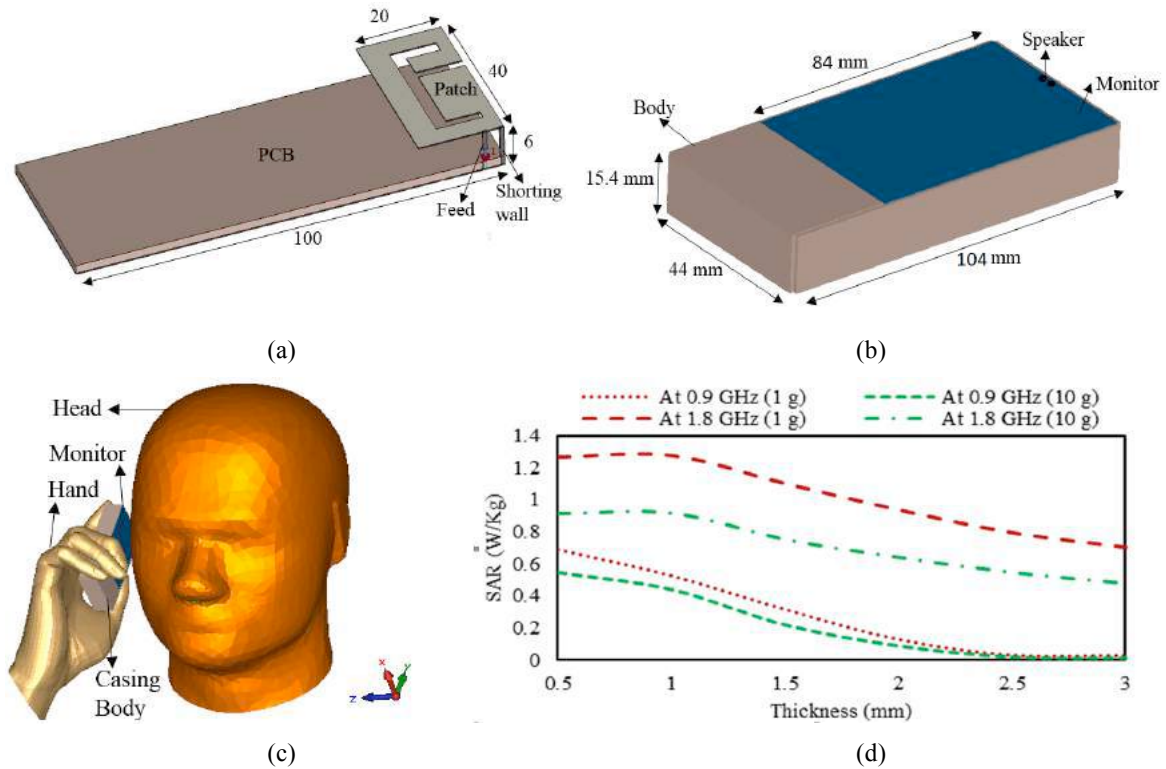 20
40
Patch
6
PCB
1
Shorting
wall
Feed
100
(a)
Speaker
84 mm
Monitor
Body
15.4 mm
44 mm
104 mm
(b)
Head
Monitor
Hand
Casing
Body
x
y
z
(c)
At 0.9 GHz (1 g)
At 0.9 GHz (10 g)
At 1.8 GHz (1 g)
At 1.8 GHz (10 g)
1.4
1.2
1
0.8
0.6
0.4
0.2
0
SAR (W/Kg)
0.5
1
1.5
2
2.5
3
Thickness (mm)
(d)